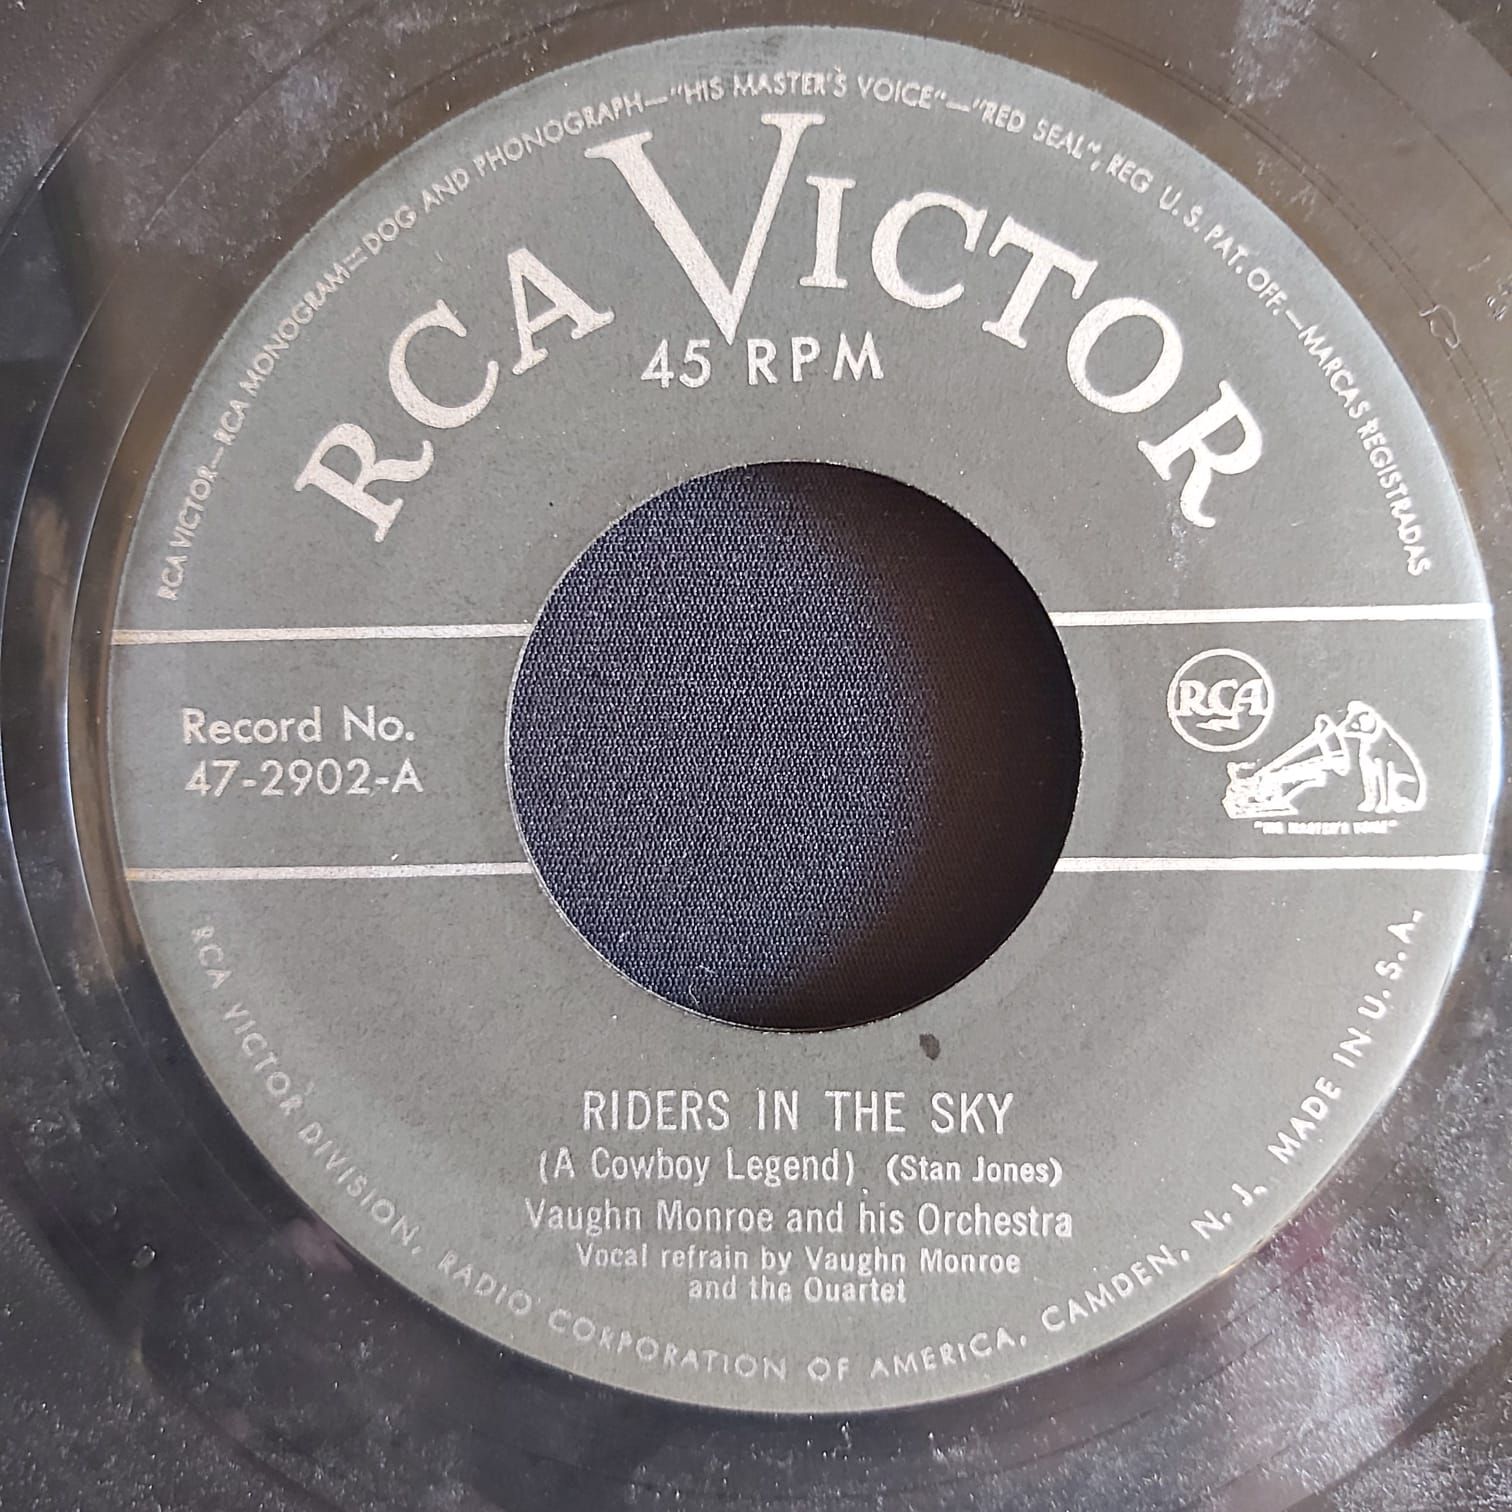 RCA VICTOR—RCA MONOGRAM—DOG AND PHONOGRAPH—"HIS MASTER'S VOICE"—"RED SEAL", REG U.S. PAT. OFF.—MARCAS REGISTRADAS
RCA VICTOR
45 RPM
Record No.
47-2902-A
RCA
"HIS MASTER'S VOICE"
RIDERS IN THE SKY
(A Cowboy Legend) (Stan Jones)
Vaughn Monroe and his Orchestra
Vocal refrain by Vaughn Monroe
and the Quartet
RCA VICTOR DIVISION, RADIO CORPORATION OF AMERICA, CAMDEN, N. J. MADE IN U.S.A.